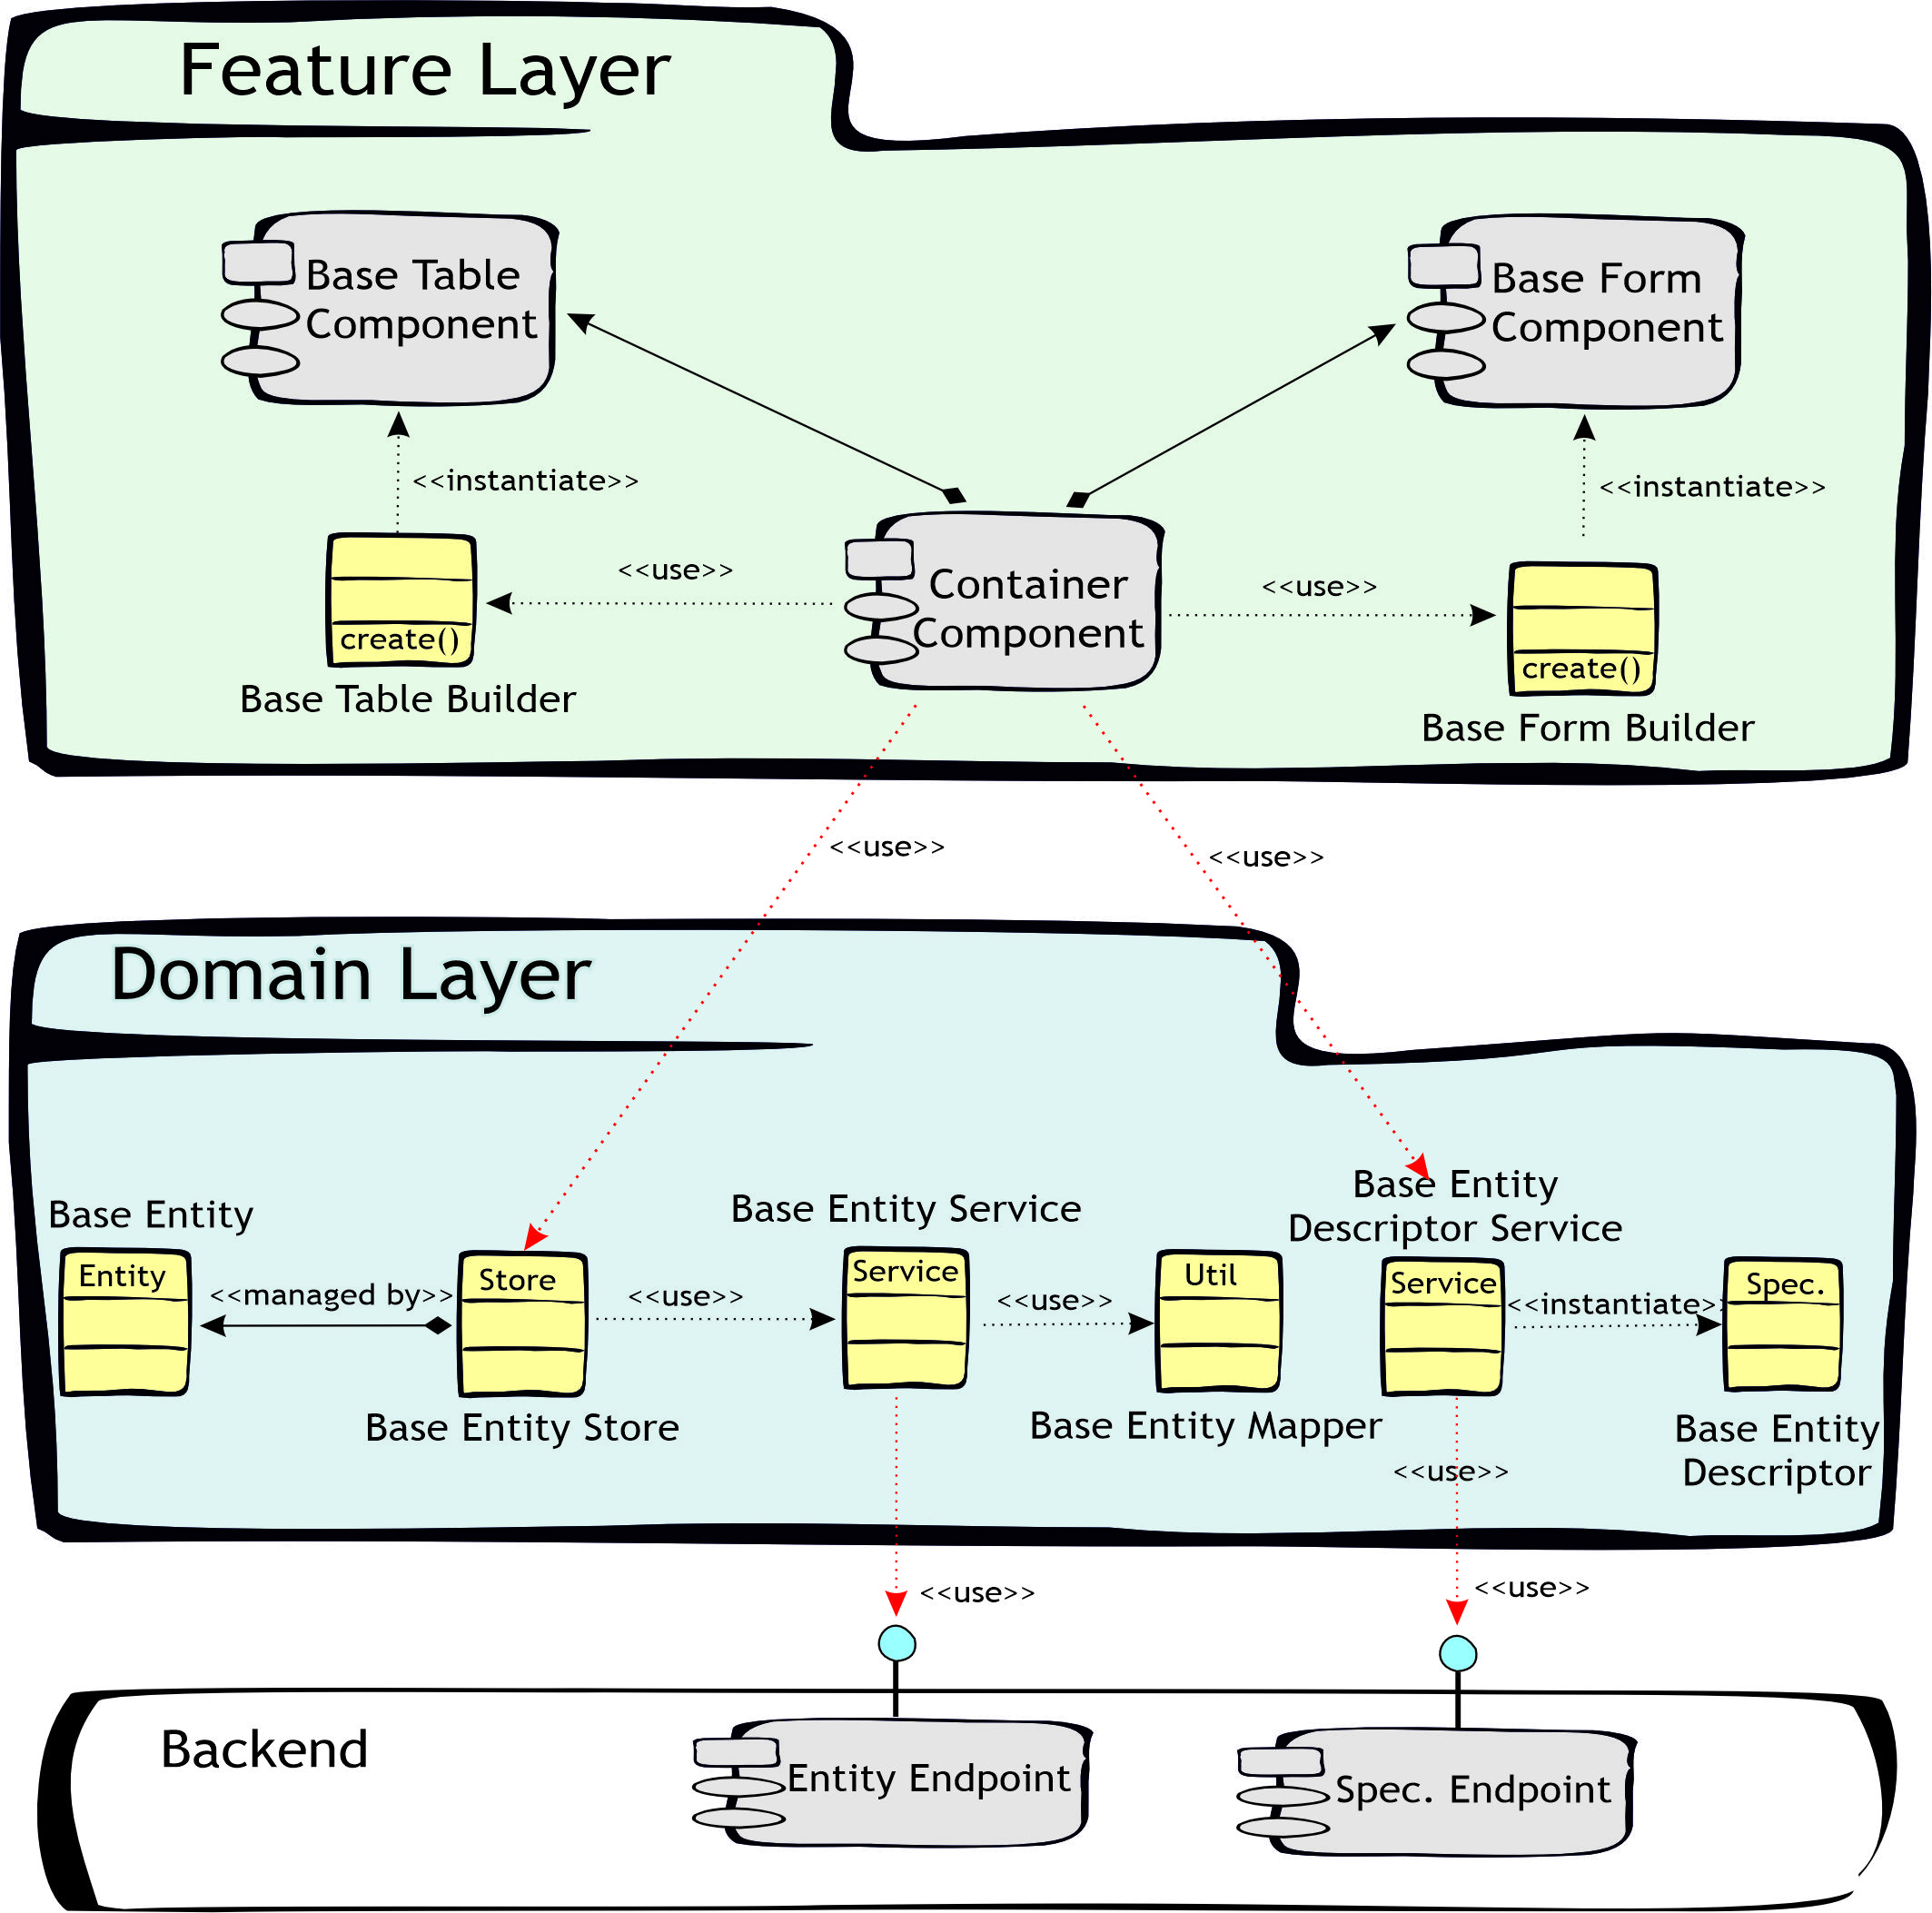 Feature Layer
Base Table
Component
Base Form
Component
<<instantiate>>
<<instantiate>>
<<use>>
Container
Component
<<use>>
create()
Base Table Builder
create()
Base Form Builder
<<use>>
<<use>>
Domain Layer
Base Entity
Entity
<<managed by>>
Store
Base Entity Store
<<use>>
Base Entity Service
Service
<<use>>
Util
Base Entity Mapper
Base Entity
Descriptor Service
Service
<<instantiate>>
Spec.
Base Entity
Descriptor
<<use>>
<<use>>
<<use>>
Backend
Entity Endpoint
Spec. Endpoint